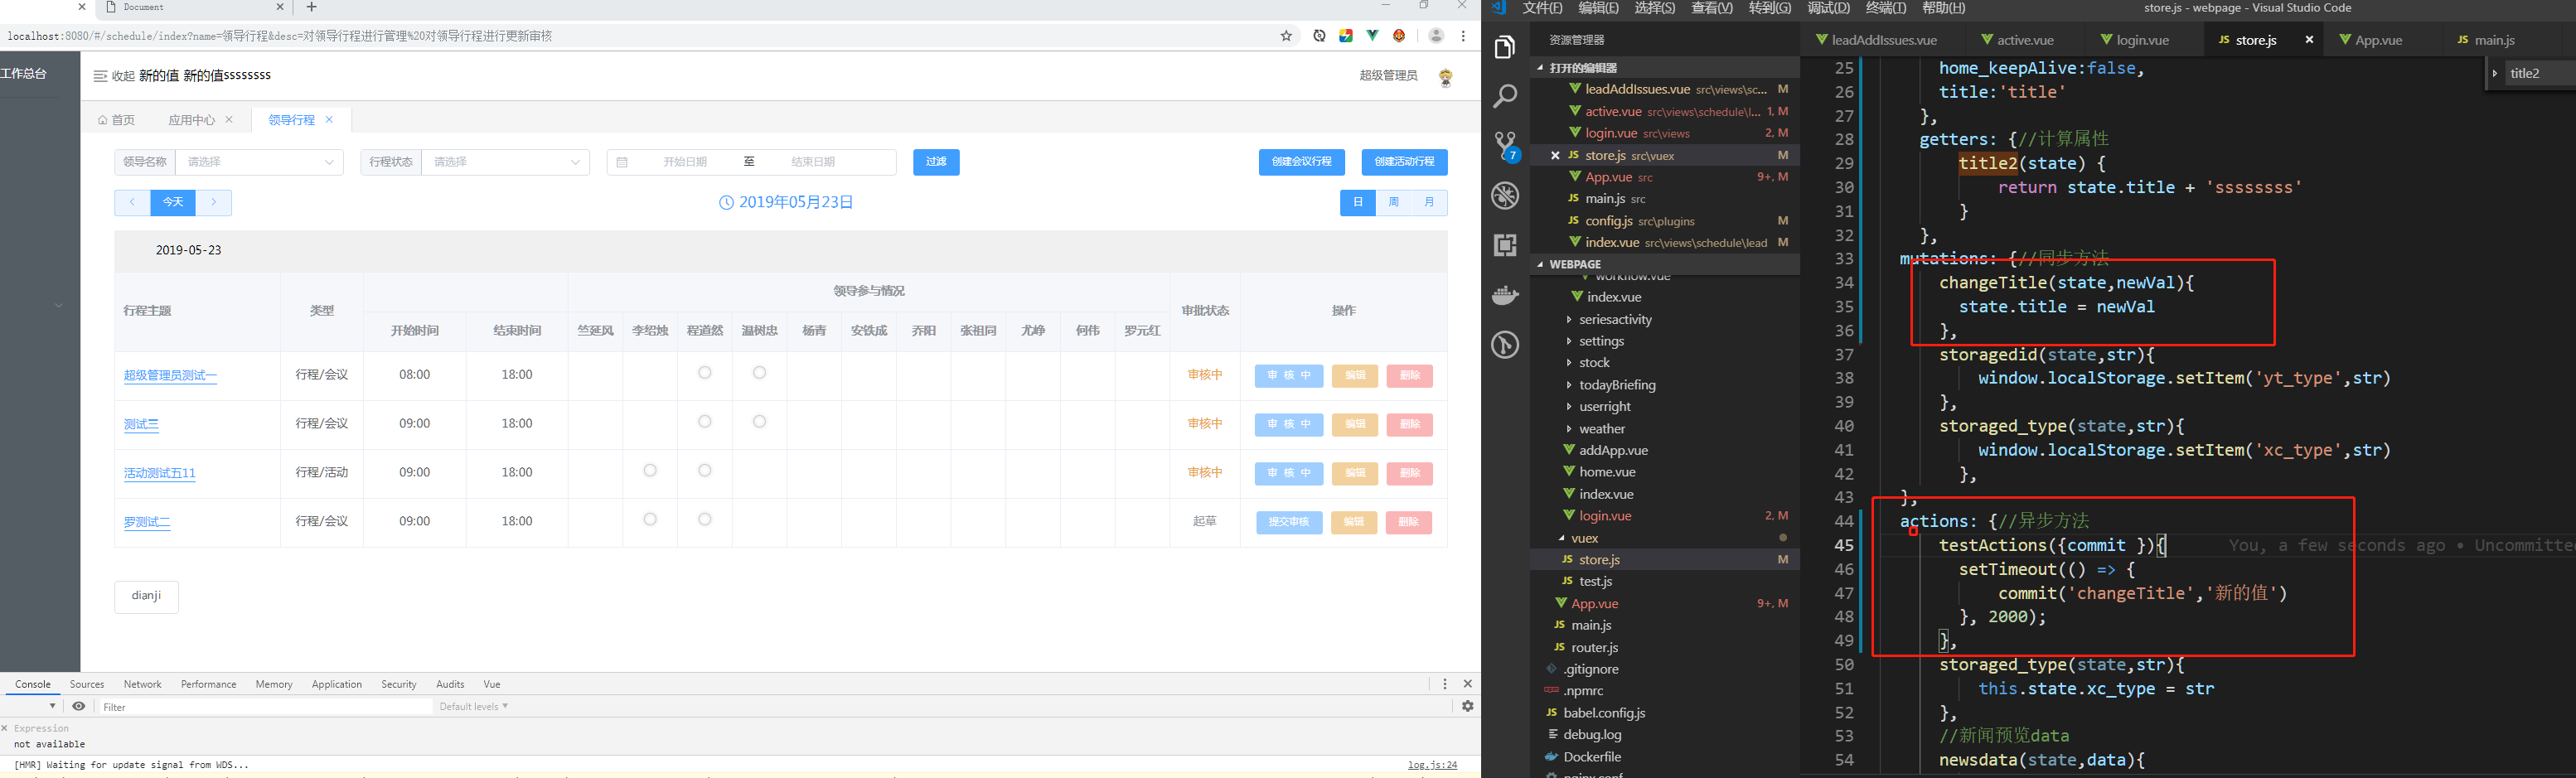 Document
localhost:8080/#/schedule/index?name=领导行程&desc=对领导行程进行管理%20对领导行程进行更新审核
工作总台
收起 新的值 新的值ssssssss
超级管理员
首页 应用中心 领导行程
领导名称 请选择 行程状态 请选择 开始日期 至 结束日期 过滤 创建会议行程 创建活动行程
今天 2019年05月23日 日 周 月
2019-05-23
行程主题 类型 领导参与情况 审批状态 操作
开始时间 结束时间 竺延风 李绍烛 程道然 温树忠 杨青 安铁成 乔阳 张祖同 尤峥 何伟 罗元红
超级管理员测试一 行程/会议 08:00 18:00 审核中 审 核 中 编辑 删除
测试三 行程/会议 09:00 18:00 审核中 审 核 中 编辑 删除
活动测试五11 行程/活动 09:00 18:00 审核中 审 核 中 编辑 删除
罗测试二 行程/会议 09:00 18:00 起草 提交审核 编辑 删除
dianji
Console Sources Network Performance Memory Application Security Audits Vue
Filter Default levels
Expression
not available
[HMR] Waiting for update signal from WDS... log.js:24
文件(F) 编辑(E) 选择(S) 查看(V) 转到(G) 调试(D) 终端(T) 帮助(H) store.js - webpage - Visual Studio Code
资源管理器
打开的编辑器
leadAddIssues.vue src\views\sc... M
active.vue src\views\schedule\l... 1, M
login.vue src\views 2, M
store.js src\vuex M
App.vue src 9+, M
main.js src
config.js src\plugins M
index.vue src\views\schedule\lead M
7
WEBPAGE
workflow.vue
index.vue
seriesactivity
settings
stock
todayBriefing
userright
weather
addApp.vue
home.vue
index.vue
login.vue 2, M
vuex
store.js M
test.js
App.vue 9+, M
main.js
router.js
.gitignore
.npmrc
babel.config.js
debug.log
Dockerfile
nginx.conf
leadAddIssues.vue active.vue login.vue store.js App.vue main.js
title2
25 home_keepAlive:false,
26 title:'title'
27 },
28 getters: {//计算属性
29 title2(state) {
30 return state.title + 'ssssssss'
31 }
32 },
33 mutations: {//同步方法
34 changeTitle(state,newVal){
35 state.title = newVal
36 },
37 storagedid(state,str){
38 window.localStorage.setItem('yt_type',str)
39 },
40 storaged_type(state,str){
41 window.localStorage.setItem('xc_type',str)
42 },
43 },
44 actions: {//异步方法
45 testActions({commit }){ You, a few seconds ago • Uncommitte
46 setTimeout(() => {
47 commit('changeTitle','新的值')
48 }, 2000);
49 },
50 storaged_type(state,str){
51 this.state.xc_type = str
52 },
53 //新闻预览data
54 newsdata(state,data){